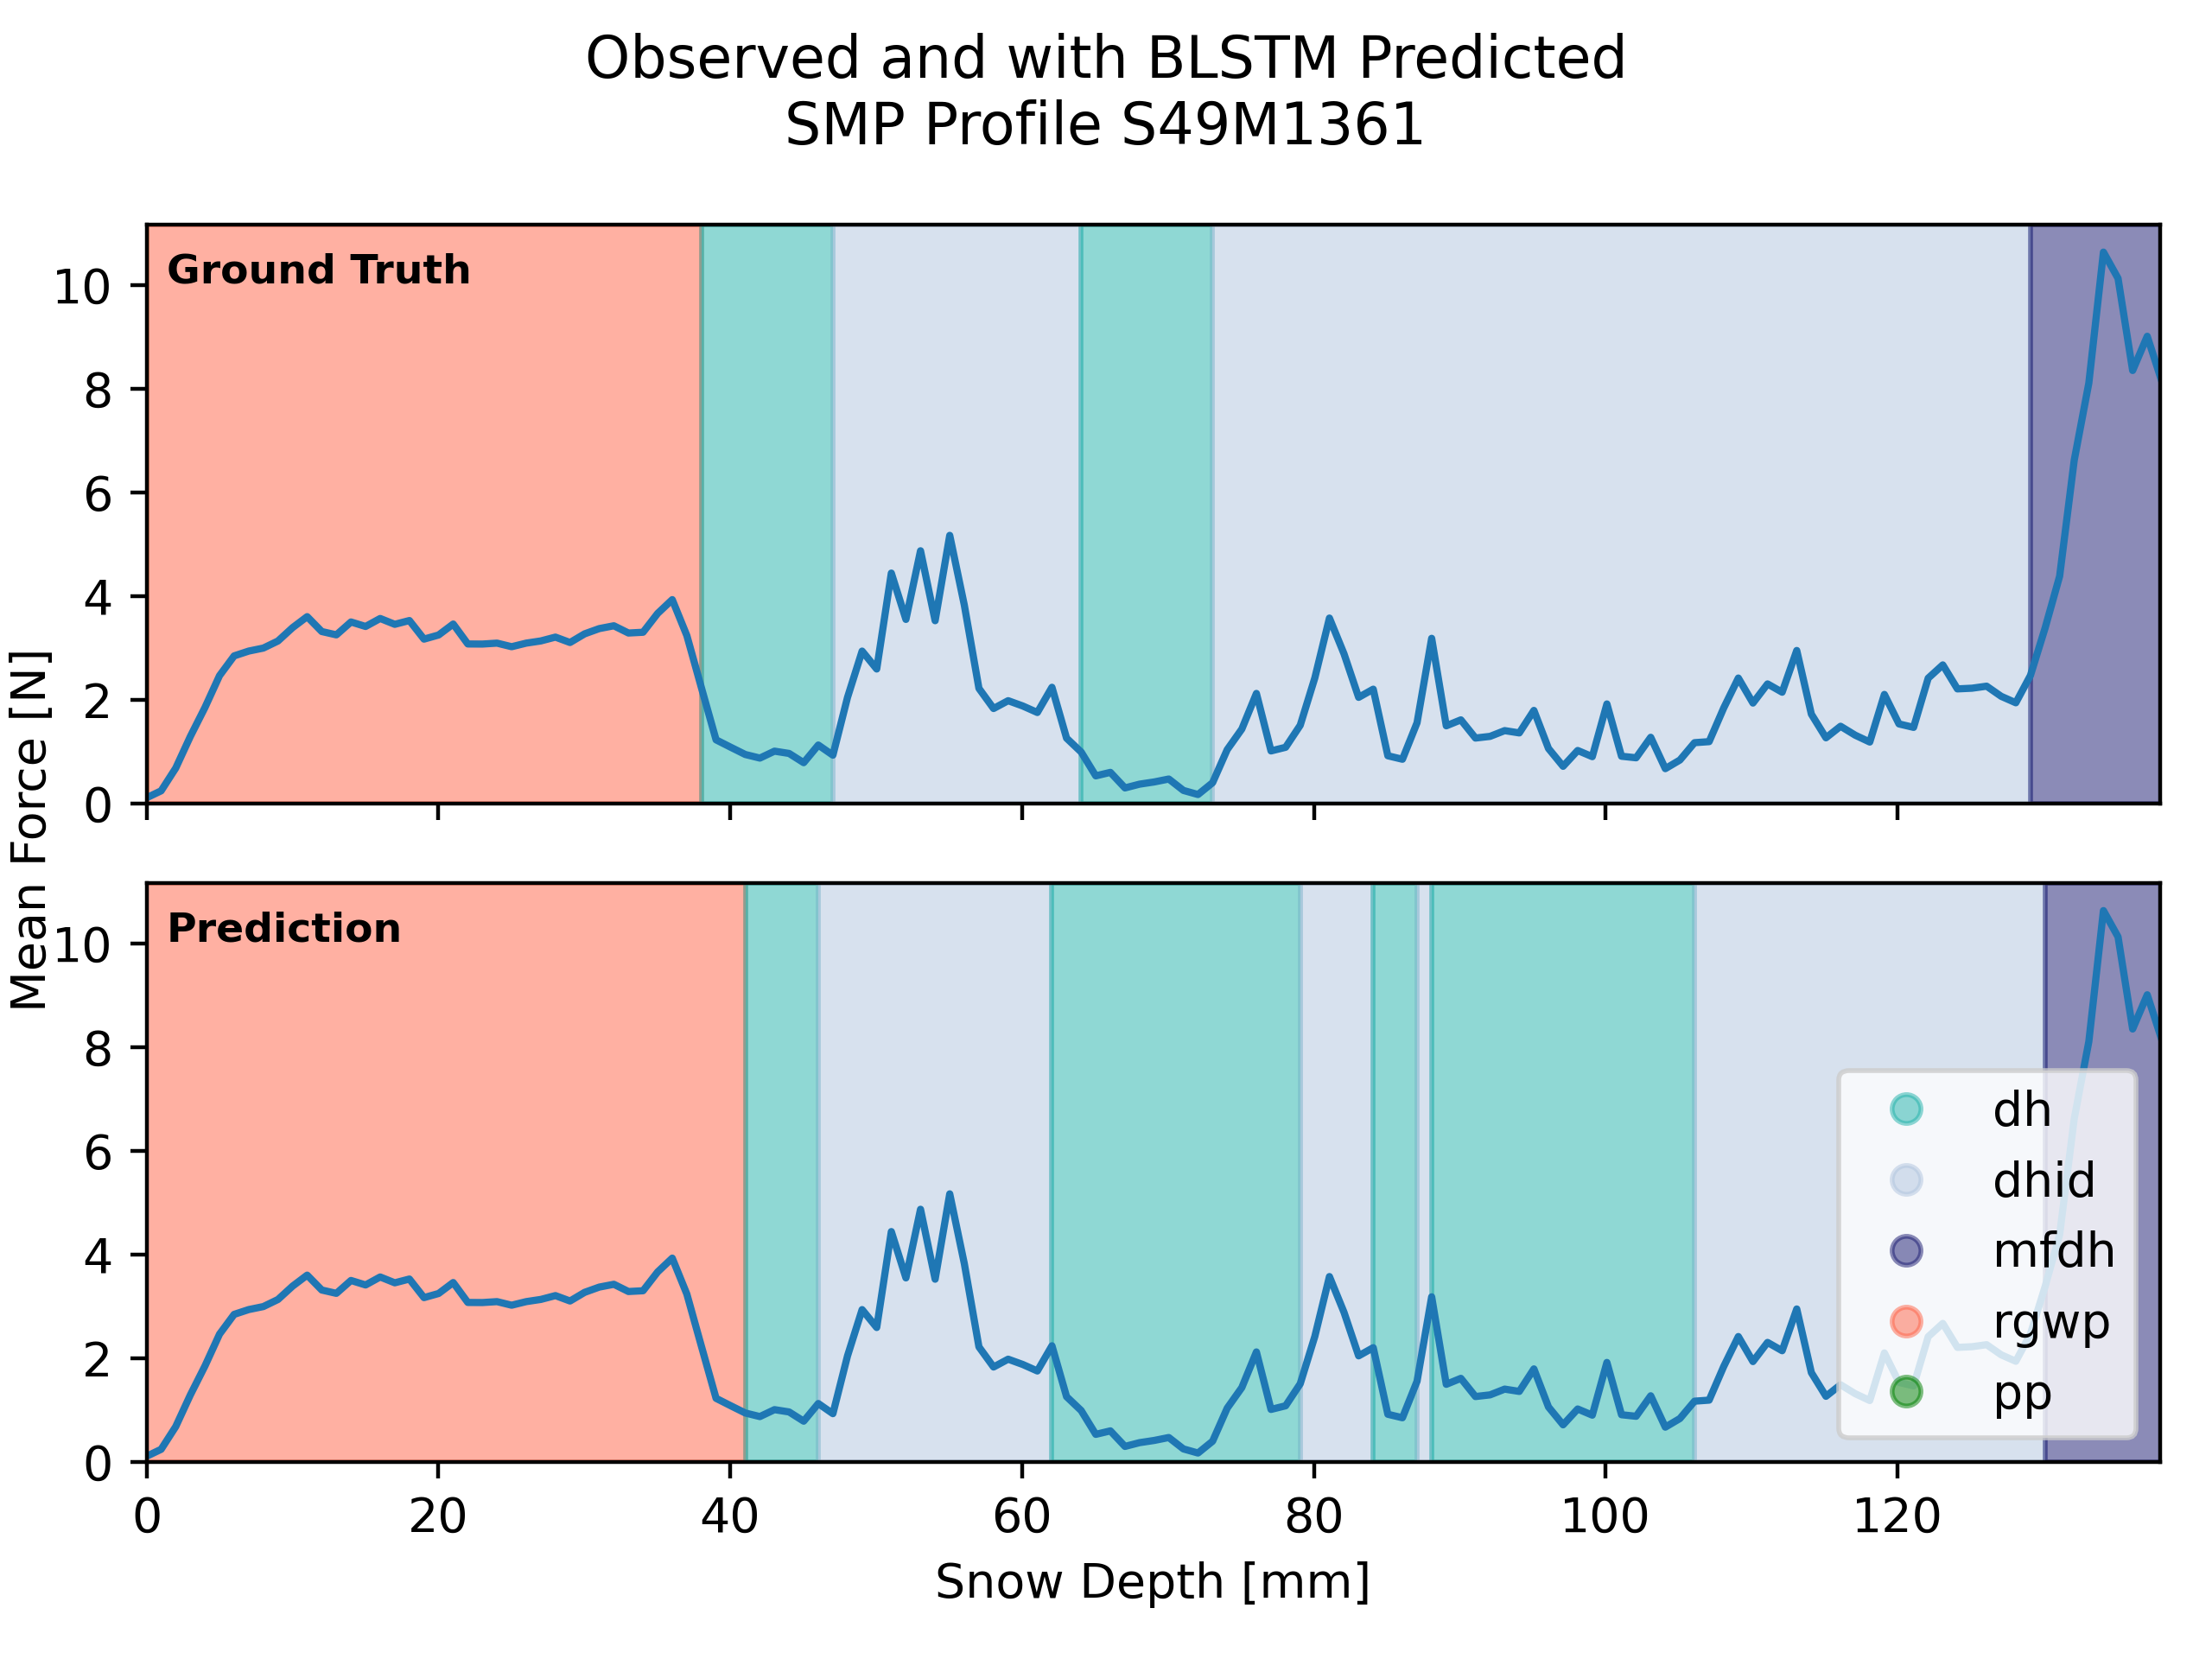 Observed and with BLSTM Predicted
SMP Profile S49M1361
Ground Truth
10
8
6
4
2
0
Mean Force [N]
Prediction
10
8
6
4
2
0
dh
dhid
mfdh
rgwp
pp
0 20 40 60 80 100 120
Snow Depth [mm]